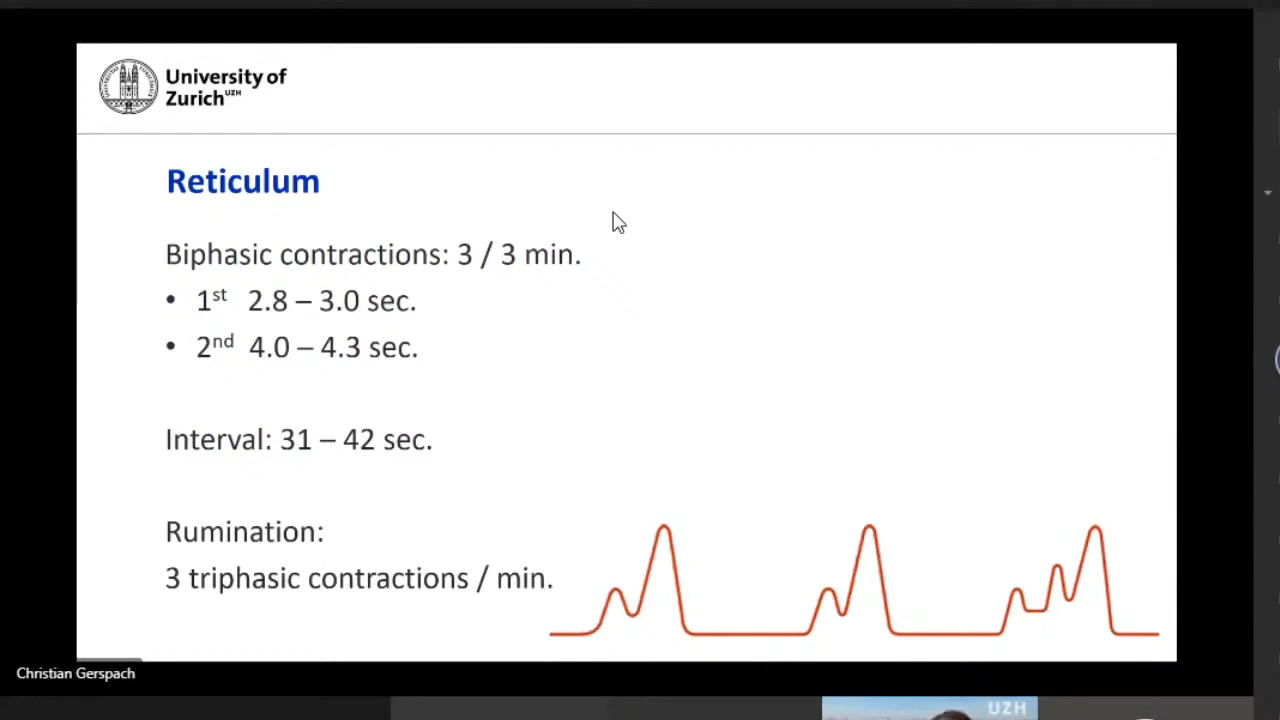 University of
Zurich UZH
Reticulum
Biphasic contractions: 3 / 3 min.
• 1st 2.8 – 3.0 sec.
• 2nd 4.0 – 4.3 sec.
Interval: 31 – 42 sec.
Rumination:
3 triphasic contractions / min.
Christian Gerspach
UZH